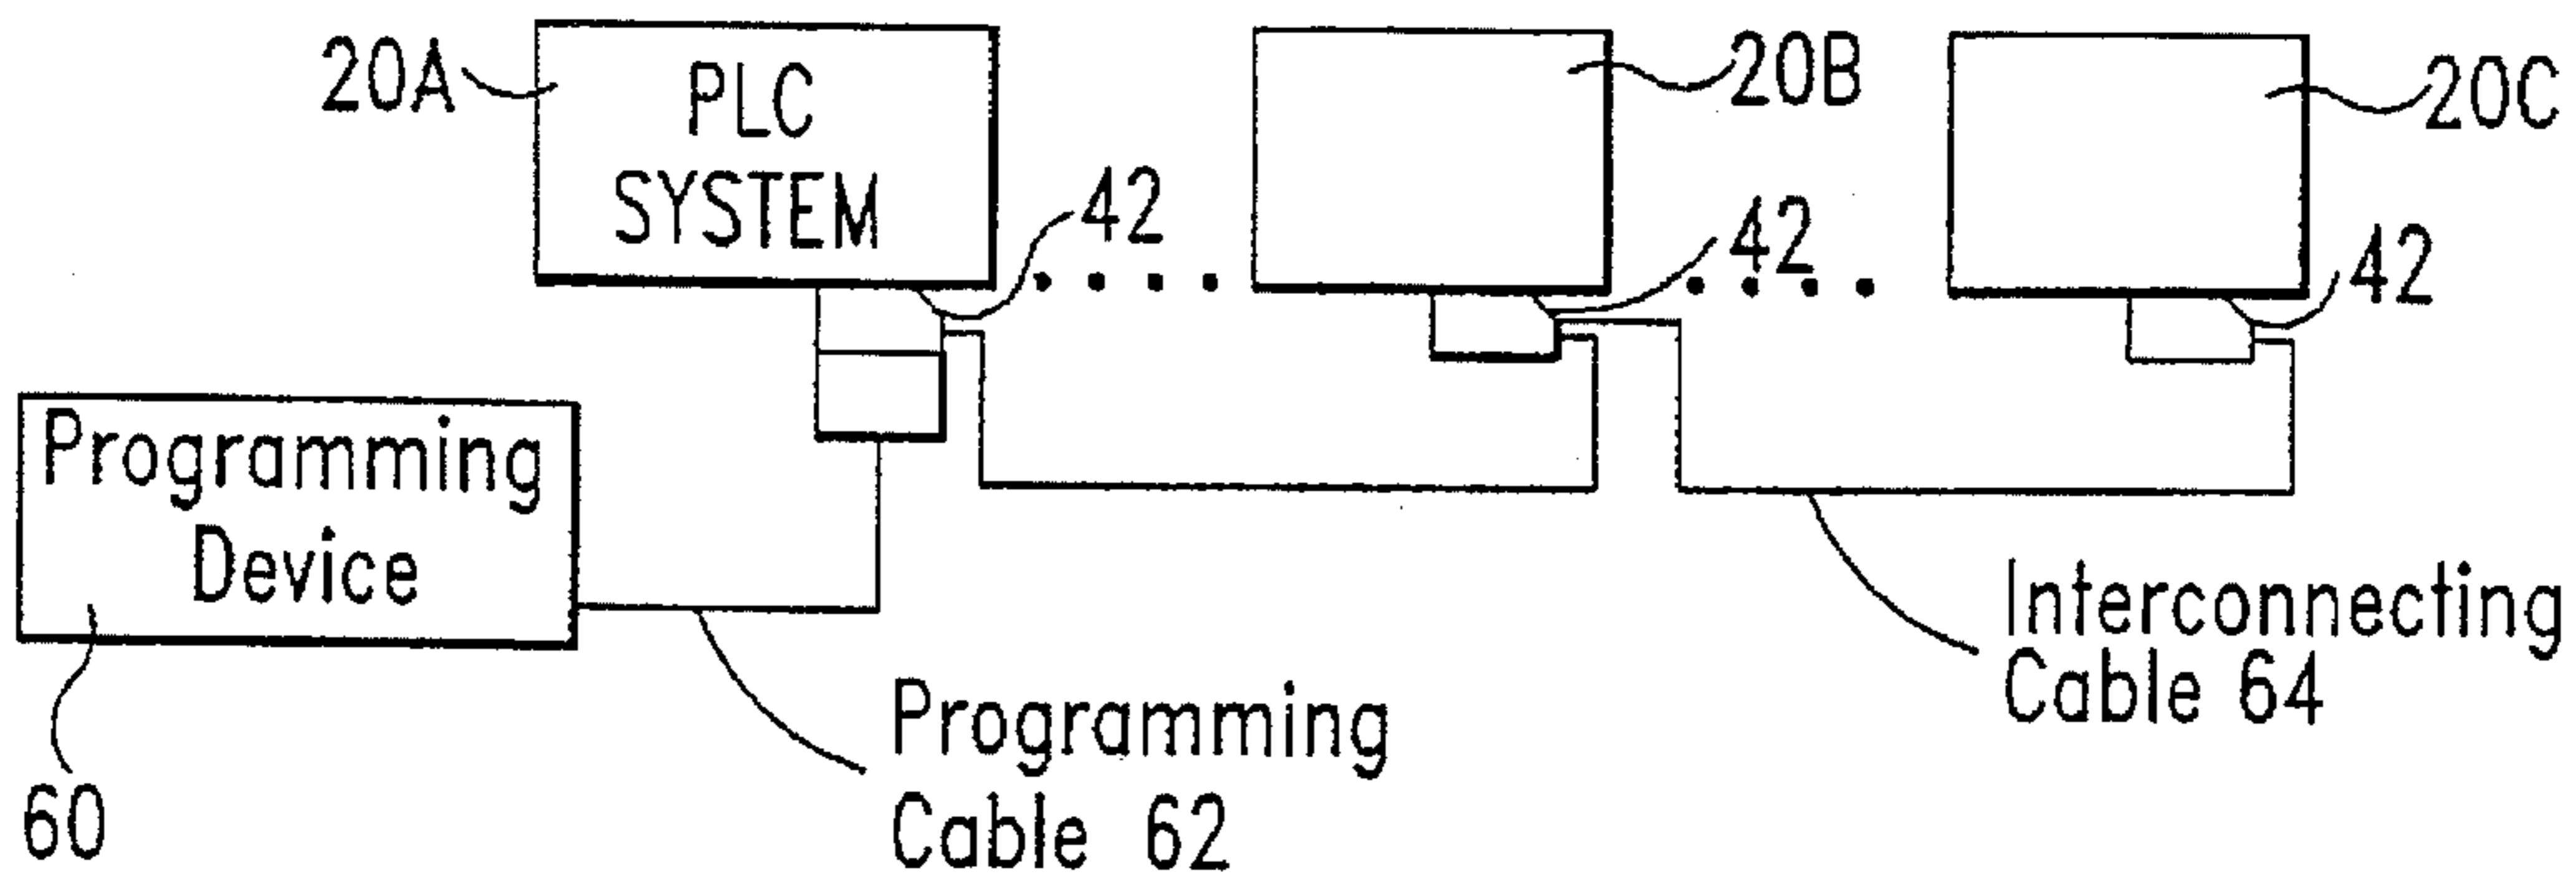 20A
PLC
SYSTEM
42
20B
42
20C
42
Programming
Device
60
Programming
Cable 62
Interconnecting
Cable 64